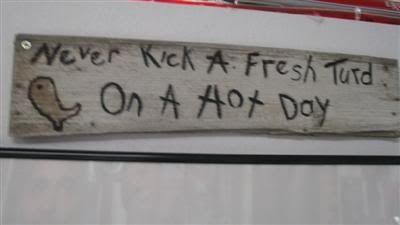 Never Kick A Fresh Turd
On A Hot Day